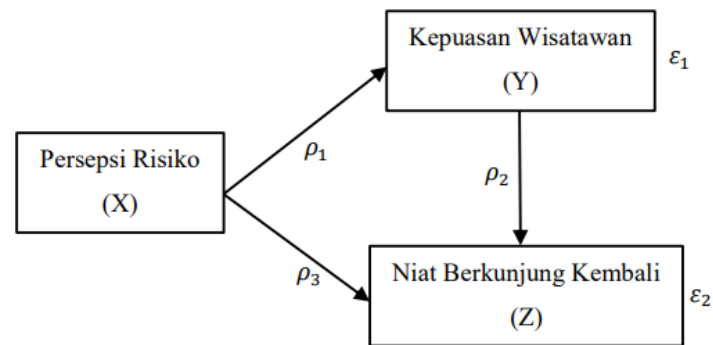 Kepuasan Wisatawan
(Y)
ε₁
Persepsi Risiko
(X)
ρ₁
ρ₂
ρ₃
Niat Berkunjung Kembali
(Z)
ε₂